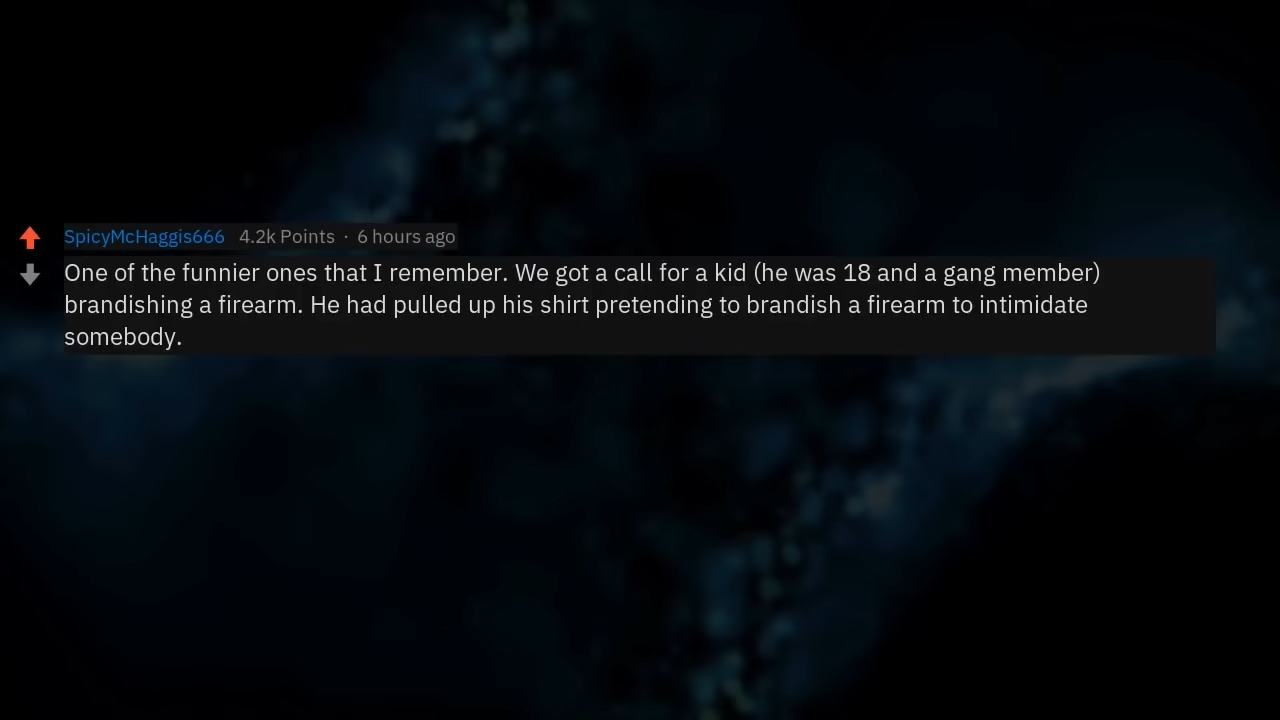 SpicyMcHaggis666 4.2k Points · 6 hours ago
One of the funnier ones that I remember. We got a call for a kid (he was 18 and a gang member)
brandishing a firearm. He had pulled up his shirt pretending to brandish a firearm to intimidate
somebody.